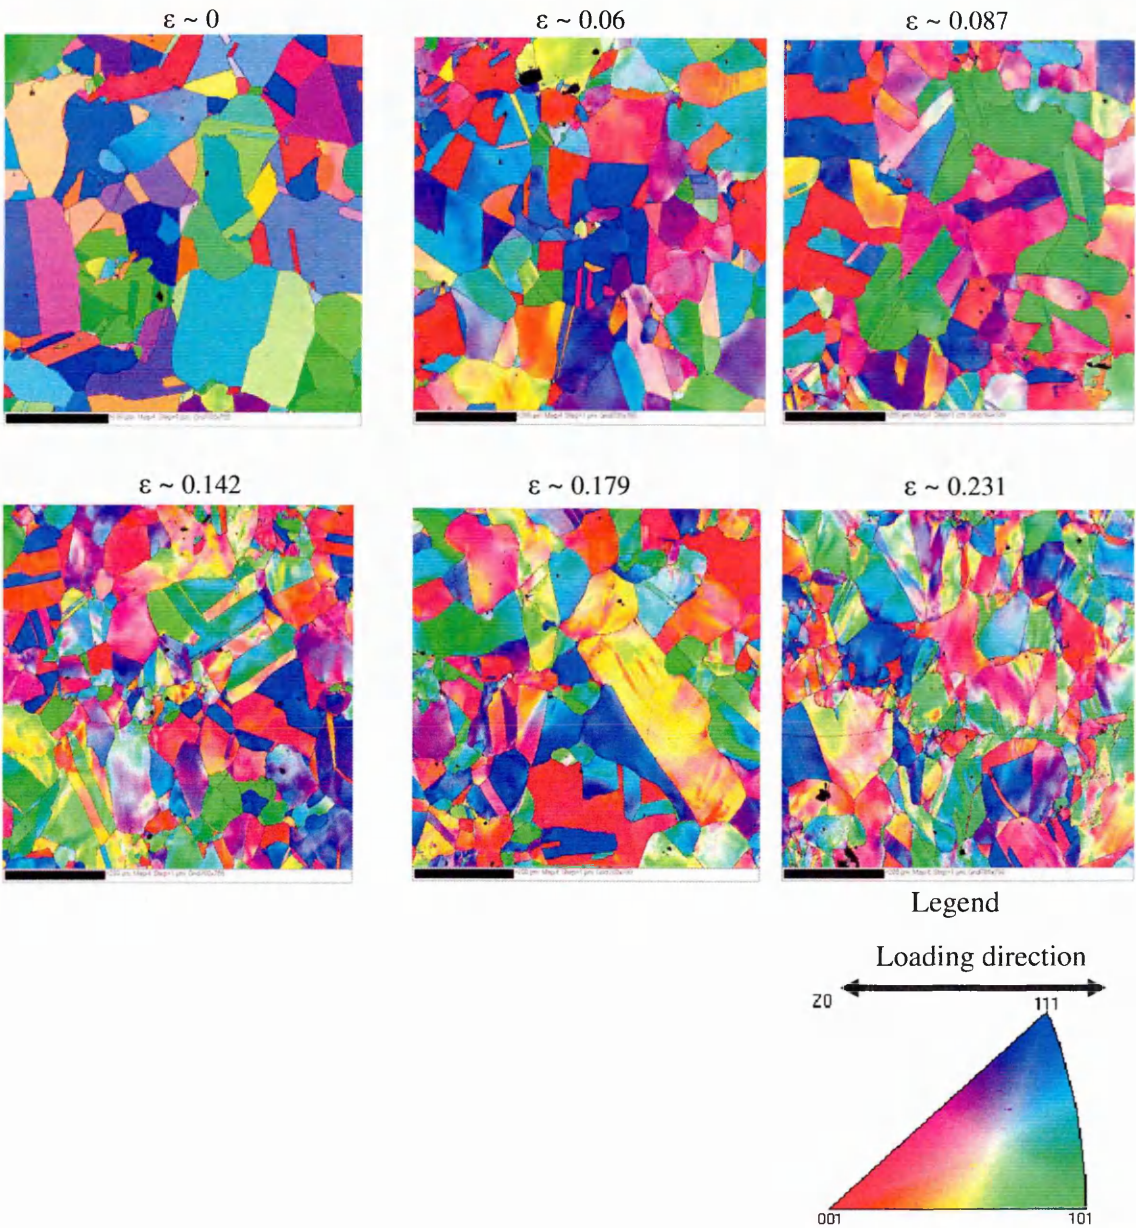 ε ~ 0
ε ~ 0.06
ε ~ 0.087
ε ~ 0.142
ε ~ 0.179
ε ~ 0.231
Legend
Loading direction
Z0
111
001
101